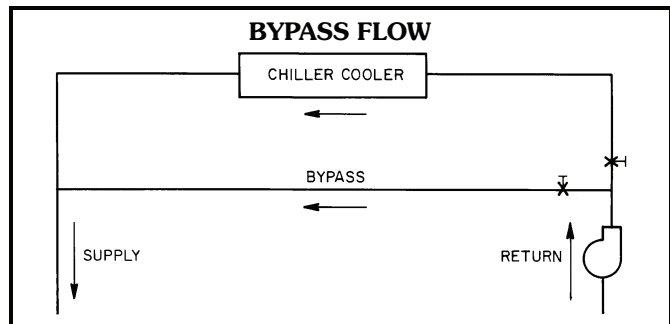 BYPASS FLOW
CHILLER COOLER
BYPASS
SUPPLY
RETURN